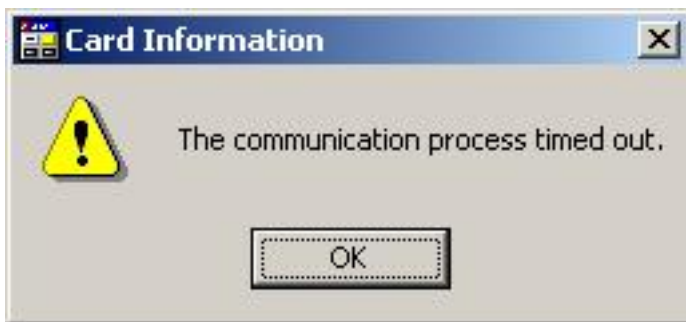 Card Information
The communication process timed out.
OK